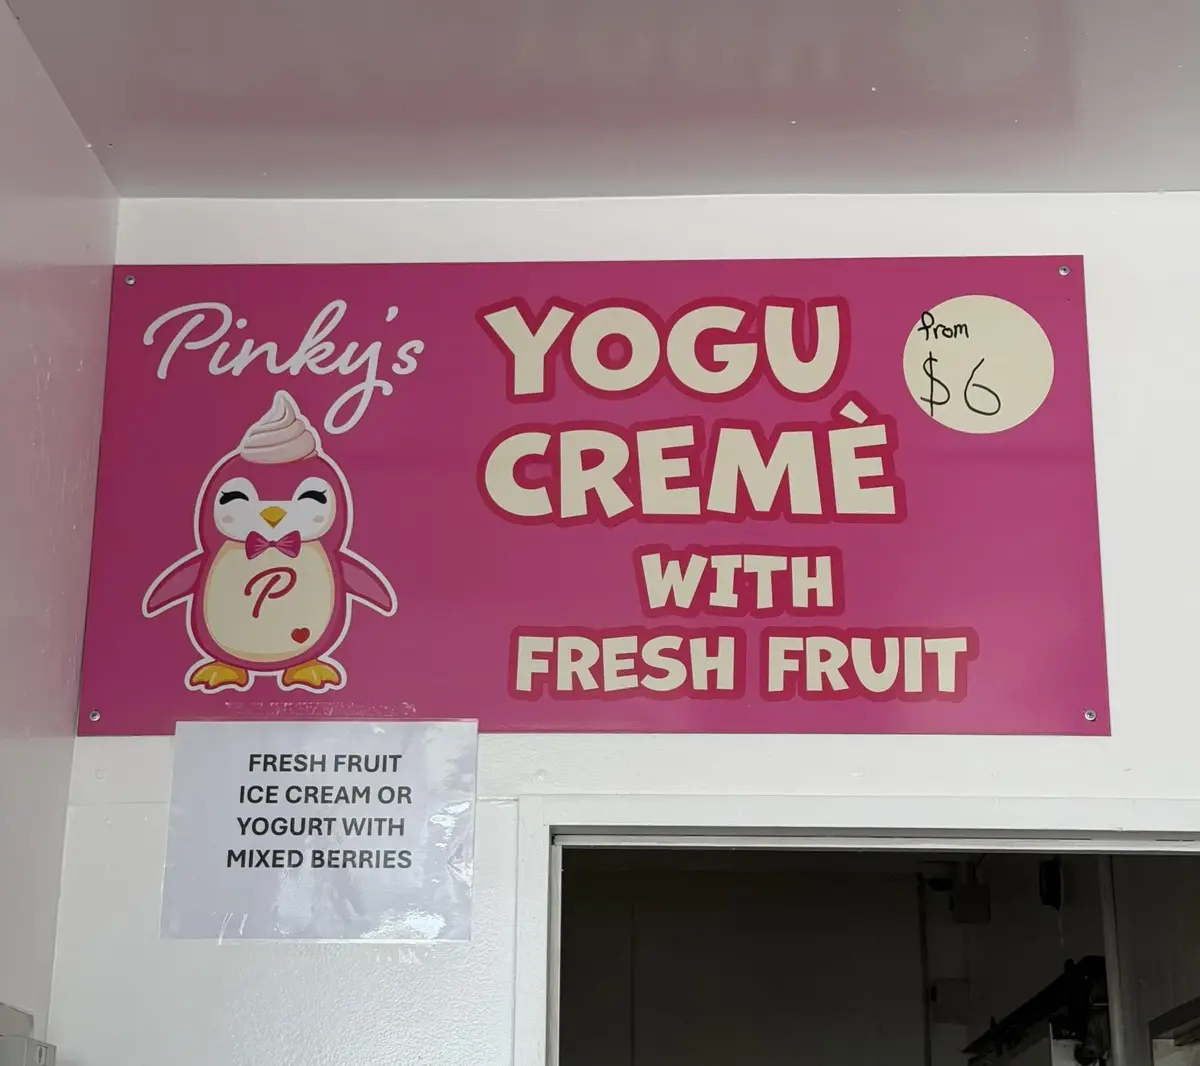 Pinky's
P
YOGU
CREMÈ
WITH
FRESH FRUIT
from
$6
FRESH FRUIT
ICE CREAM OR
YOGURT WITH
MIXED BERRIES